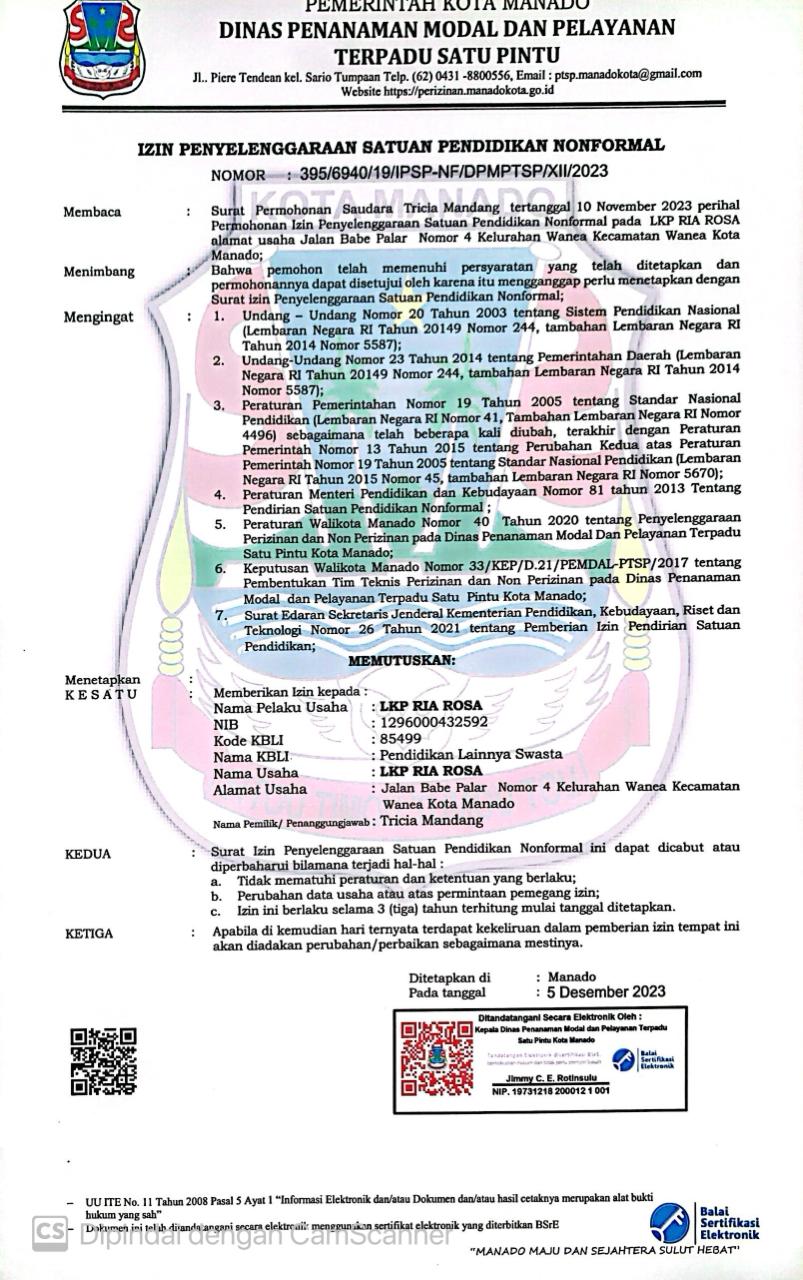 PEMERINTAH KOTA MANADO
DINAS PENANAMAN MODAL DAN PELAYANAN
TERPADU SATU PINTU
Jl.. Piere Tendean kel. Sario Tumpaan Telp. (62) 0431 -8800556, Email : ptsp.manadokota@gmail.com
Website https://perizinan.manadokota.go.id
IZIN PENYELENGGARAAN SATUAN PENDIDIKAN NONFORMAL
NOMOR : 395/6940/19/IPSP-NF/DPMPTSP/XII/2023
KOTA MANADO
Membaca : Surat Permohonan Saudara Tricia Mandang tertanggal 10 November 2023 perihal
Permohonan Izin Penyelenggaraan Satuan Pendidikan Nonformal pada LKP RIA ROSA
alamat usaha Jalan Babe Palar Nomor 4 Kelurahan Wanea Kecamatan Wanea Kota
Manado;
Menimbang : Bahwa pemohon telah memenuhi persyaratan yang telah ditetapkan dan
permohonannya dapat disetujui oleh karena itu mengganggap perlu menetapkan dengan
Surat izin Penyelenggaraan Satuan Pendidikan Nonformal;
Mengingat : 1. Undang – Undang Nomor 20 Tahun 2003 tentang Sistem Pendidikan Nasional
(Lembaran Negara RI Tahun 20149 Nomor 244, tambahan Lembaran Negara RI
Tahun 2014 Nomor 5587);
2. Undang-Undang Nomor 23 Tahun 2014 tentang Pemerintahan Daerah (Lembaran
Negara RI Tahun 20149 Nomor 244, tambahan Lembaran Negara RI Tahun 2014
Nomor 5587);
3. Peraturan Pemerintahan Nomor 19 Tahun 2005 tentang Standar Nasional
Pendidikan (Lembaran Negara RI Nomor 41, Tambahan Lembaran Negara RI Nomor
4496) sebagaimana telah beberapa kali diubah, terakhir dengan Peraturan
Pemerintah Nomor 13 Tahun 2015 tentang Perubahan Kedua atas Peraturan
Pemerintah Nomor 19 Tahun 2005 tentang Standar Nasional Pendidikan (Lembaran
Negara RI Tahun 2015 Nomor 45, tambahan Lembaran Negara RI Nomor 5670);
4. Peraturan Menteri Pendidikan dan Kebudayaan Nomor 81 tahun 2013 Tentang
Pendirian Satuan Pendidikan Nonformal ;
5. Peraturan Walikota Manado Nomor 40 Tahun 2020 tentang Penyelenggaraan
Perizinan dan Non Perizinan pada Dinas Penanaman Modal Dan Pelayanan Terpadu
Satu Pintu Kota Manado;
6. Keputusan Walikota Manado Nomor 33/KEP/D.21/PEMDAL-PTSP/2017 tentang
Pembentukan Tim Teknis Perizinan dan Non Perizinan pada Dinas Penanaman
Modal dan Pelayanan Terpadu Satu Pintu Kota Manado;
7. Surat Edaran Sekretaris Jenderal Kementerian Pendidikan, Kebudayaan, Riset dan
Teknologi Nomor 26 Tahun 2021 tentang Pemberian Izin Pendirian Satuan
Pendidikan;
MEMUTUSKAN:
Menetapkan :
K E S A T U : Memberikan Izin kepada :
Nama Pelaku Usaha : LKP RIA ROSA
NIB : 1296000432592
Kode KBLI : 85499
Nama KBLI : Pendidikan Lainnya Swasta
Nama Usaha : LKP RIA ROSA
Alamat Usaha : Jalan Babe Palar Nomor 4 Kelurahan Wanea Kecamatan
Wanea Kota Manado
Nama Pemilik/ Penanggungjawab : Tricia Mandang
KEDUA : Surat Izin Penyelenggaraan Satuan Pendidikan Nonformal ini dapat dicabut atau
diperbaharui bilamana terjadi hal-hal :
a. Tidak mematuhi peraturan dan ketentuan yang berlaku;
b. Perubahan data usaha atau atas permintaan pemegang izin;
c. Izin ini berlaku selama 3 (tiga) tahun terhitung mulai tanggal ditetapkan.
KETIGA : Apabila di kemudian hari ternyata terdapat kekeliruan dalam pemberian izin tempat ini
akan diadakan perubahan/perbaikan sebagaimana mestinya.
Ditetapkan di : Manado
Pada tanggal : 5 Desember 2023
Ditandatangani Secara Elektronik Oleh :
Kepala Dinas Penanaman Modal dan Pelayanan Terpadu
Satu Pintu Kota Manado
Balai
Sertifikasi
Elektronik
Jimmy C. E. Rotinsulu
NIP. 19731218 200012 1 001
– UU ITE No. 11 Tahun 2008 Pasal 5 Ayat 1 “Informasi Elektronik dan/atau Dokumen dan/atau hasil cetaknya merupakan alat bukti
hukum yang sah”
– Dokumen ini telah ditandatangani secara elektronik menggunakan sertifikat elektronik yang diterbitkan BSrE
CS Dipindai dengan CamScanner
Balai
Sertifikasi
Elektronik
"MANADO MAJU DAN SEJAHTERA SULUT HEBAT"